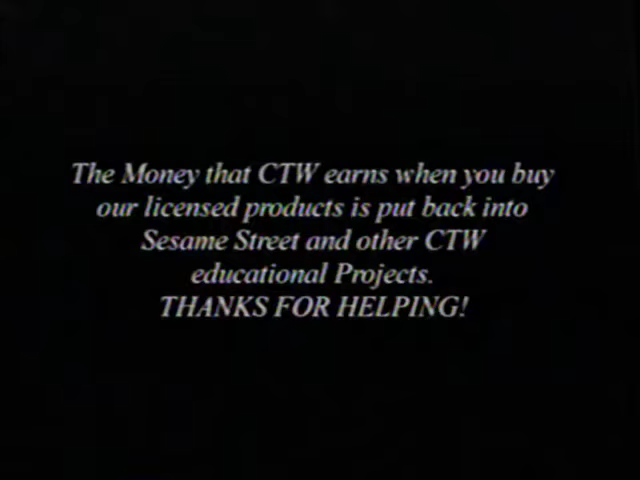 The Money that CTW earns when you buy
our licensed products is put back into
Sesame Street and other CTW
educational Projects.
THANKS FOR HELPING!